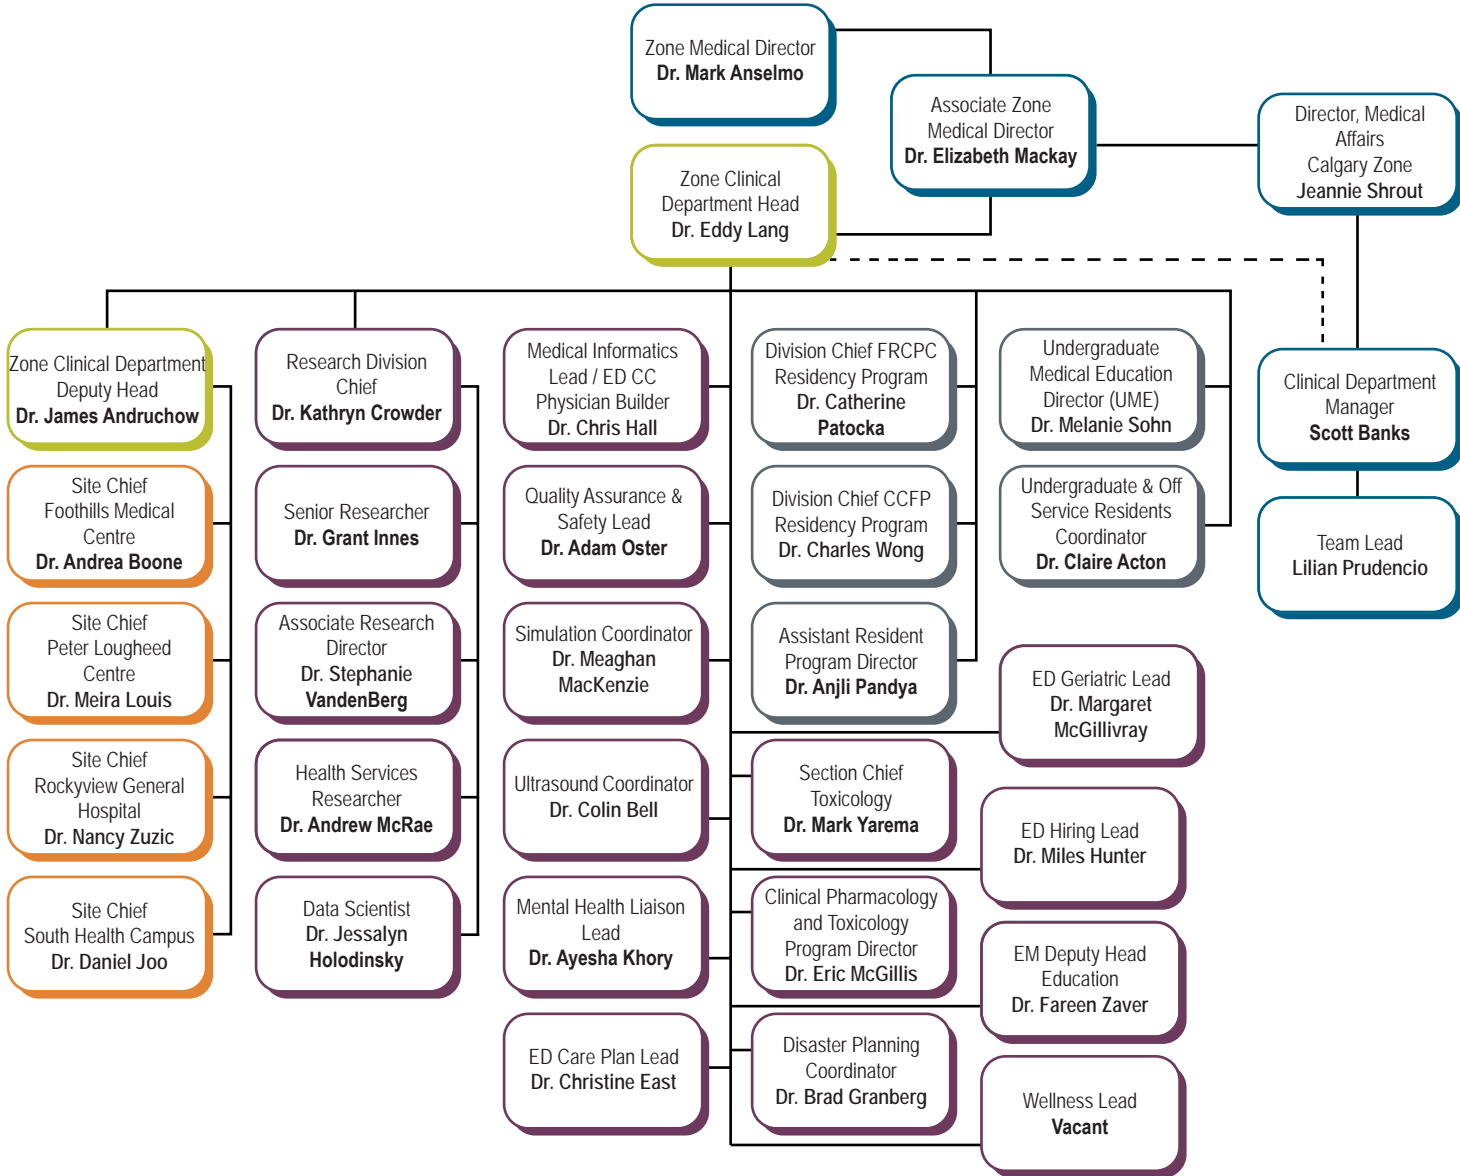 Zone Medical Director
Dr. Mark Anselmo
Associate Zone
Medical Director
Dr. Elizabeth Mackay
Director, Medical
Affairs
Calgary Zone
Jeannie Shrout
Zone Clinical
Department Head
Dr. Eddy Lang
Zone Clinical Department
Deputy Head
Dr. James Andruchow
Site Chief
Foothills Medical
Centre
Dr. Andrea Boone
Site Chief
Peter Lougheed
Centre
Dr. Meira Louis
Site Chief
Rockyview General
Hospital
Dr. Nancy Zuzic
Site Chief
South Health Campus
Dr. Daniel Joo
Research Division
Chief
Dr. Kathryn Crowder
Senior Researcher
Dr. Grant Innes
Associate Research
Director
Dr. Stephanie
VandenBerg
Health Services
Researcher
Dr. Andrew McRae
Data Scientist
Dr. Jessalyn
Holodinsky
Medical Informatics
Lead / ED CC
Physician Builder
Dr. Chris Hall
Quality Assurance &
Safety Lead
Dr. Adam Oster
Simulation Coordinator
Dr. Meaghan
MacKenzie
Ultrasound Coordinator
Dr. Colin Bell
Mental Health Liaison
Lead
Dr. Ayesha Khory
ED Care Plan Lead
Dr. Christine East
Division Chief FRCPC
Residency Program
Dr. Catherine
Patocka
Division Chief CCFP
Residency Program
Dr. Charles Wong
Assistant Resident
Program Director
Dr. Anjli Pandya
Section Chief
Toxicology
Dr. Mark Yarema
Clinical Pharmacology
and Toxicology
Program Director
Dr. Eric McGillis
Disaster Planning
Coordinator
Dr. Brad Granberg
Undergraduate
Medical Education
Director (UME)
Dr. Melanie Sohn
Undergraduate & Off
Service Residents
Coordinator
Dr. Claire Acton
ED Geriatric Lead
Dr. Margaret
McGillivray
ED Hiring Lead
Dr. Miles Hunter
EM Deputy Head
Education
Dr. Fareen Zaver
Wellness Lead
Vacant
Clinical Department
Manager
Scott Banks
Team Lead
Lilian Prudencio